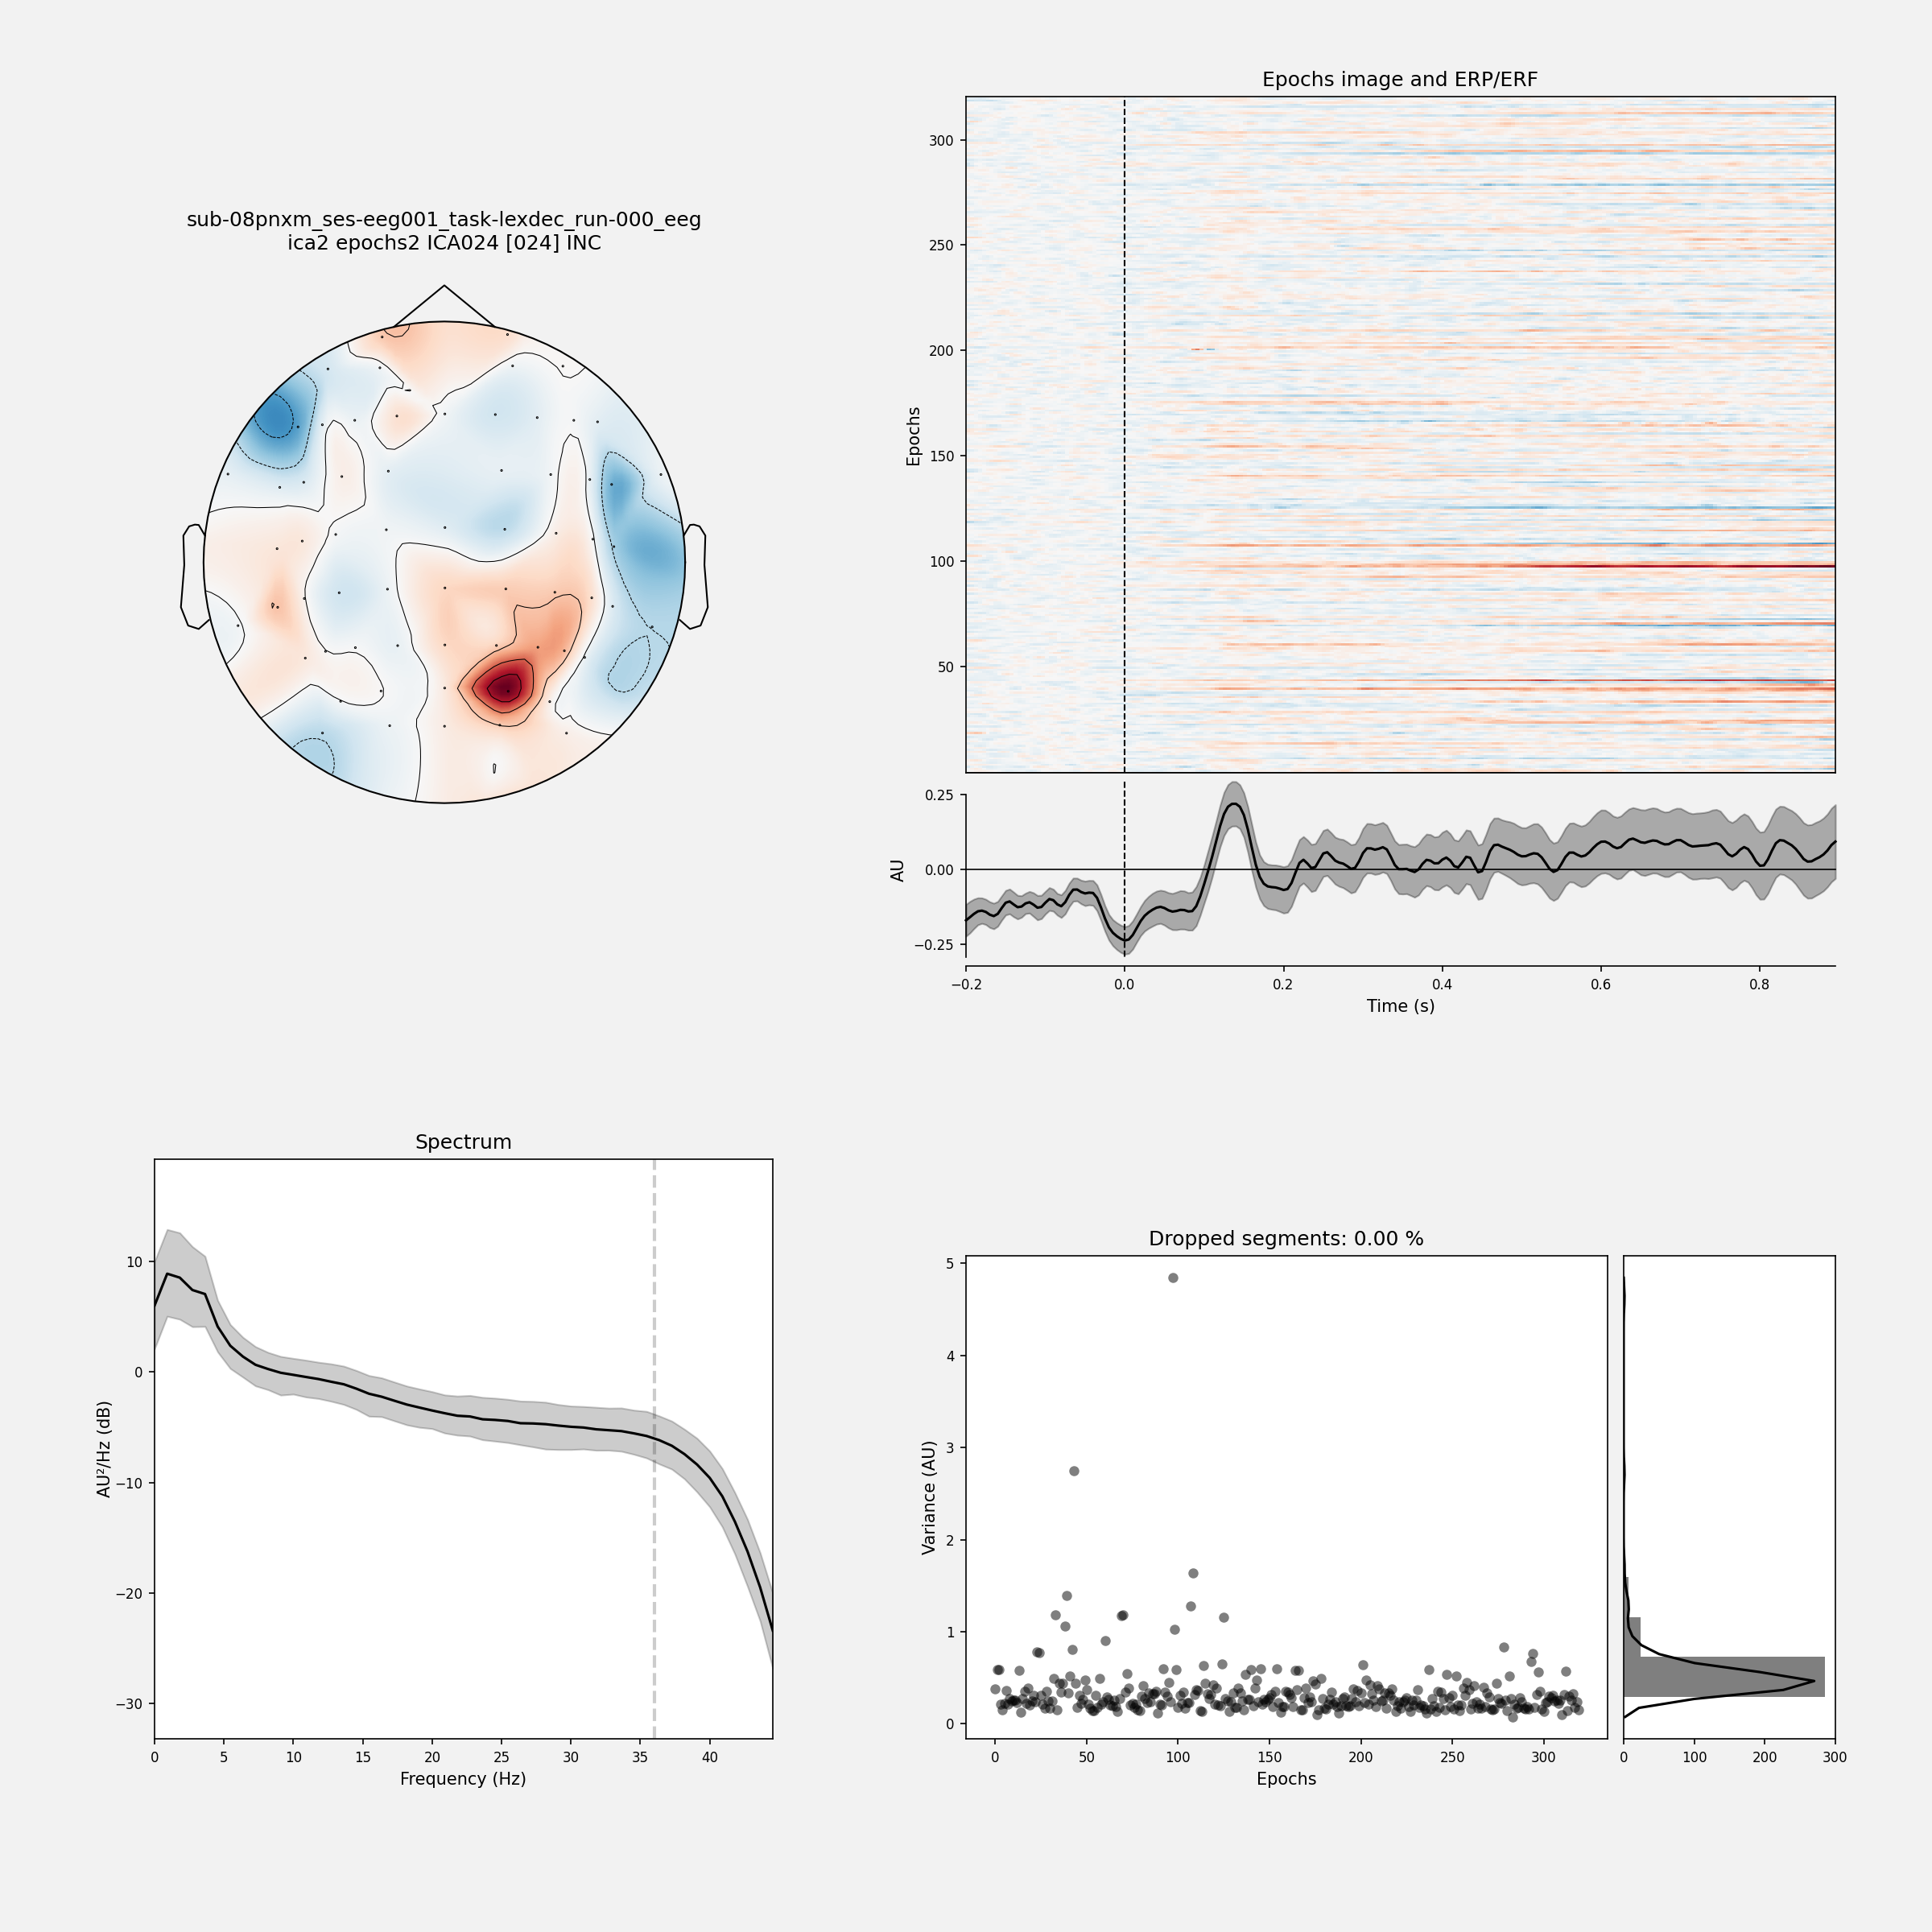 sub-08pnxm_ses-eeg001_task-lexdec_run-000_eeg
ica2 epochs2 ICA024 [024] INC
Epochs image and ERP/ERF
300
250
200
150
100
50
Epochs
0.25
0.00
−0.25
AU
−0.2 0.0 0.2 0.4 0.6 0.8
Time (s)
Spectrum
10
0
−10
−20
−30
AU²/Hz (dB)
0 5 10 15 20 25 30 35 40
Frequency (Hz)
Dropped segments: 0.00 %
5
4
3
2
1
0
Variance (AU)
0 50 100 150 200 250 300
Epochs
0 100 200 300